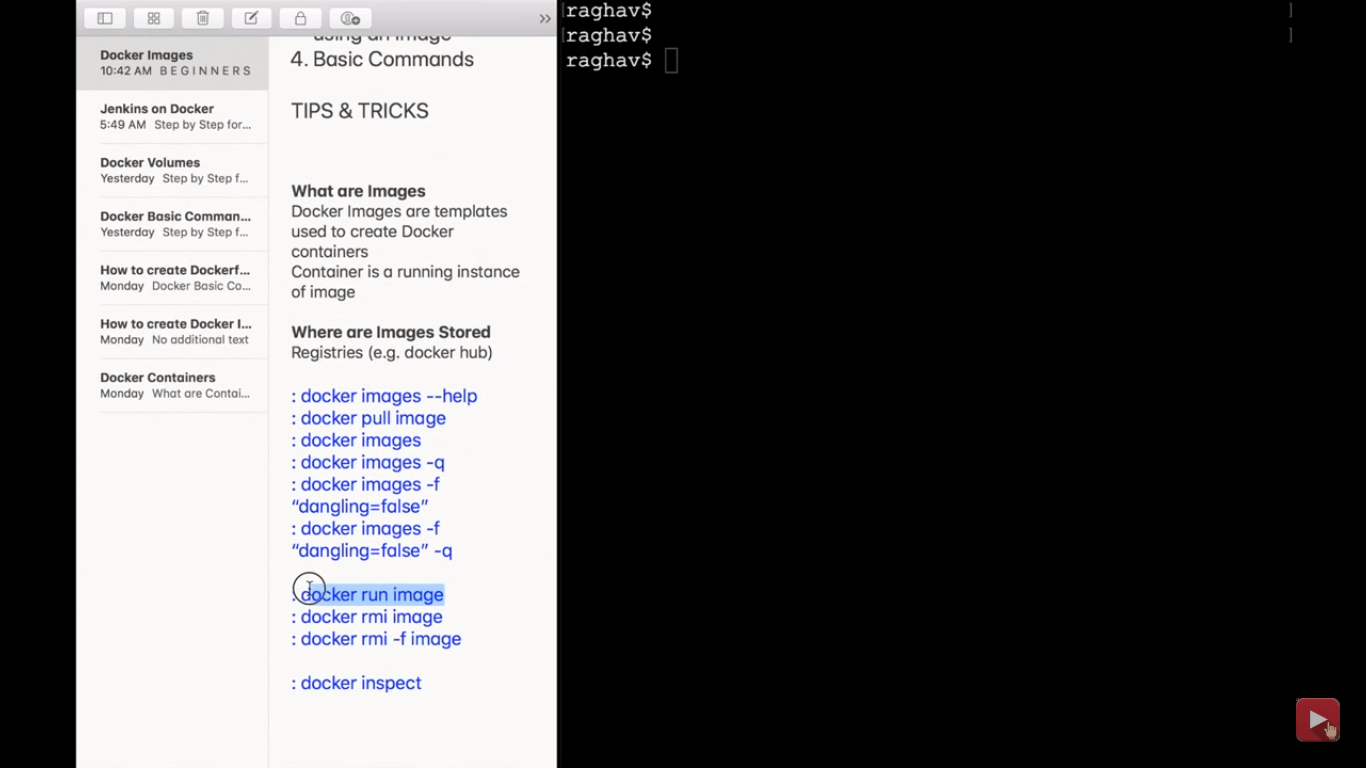 Docker Images
10:42 AM B E G I N N E R S
Jenkins on Docker
5:49 AM Step by Step for...
Docker Volumes
Yesterday Step by Step f...
Docker Basic Comman...
Yesterday Step by Step f...
How to create Dockerf...
Monday Docker Basic Co...
How to create Docker I...
Monday No additional text
Docker Containers
Monday What are Contai...
using an image
4. Basic Commands
TIPS & TRICKS
What are Images
Docker Images are templates
used to create Docker
containers
Container is a running instance
of image
Where are Images Stored
Registries (e.g. docker hub)
: docker images --help
: docker pull image
: docker images
: docker images -q
: docker images -f
“dangling=false”
: docker images -f
“dangling=false” -q
: docker run image
: docker rmi image
: docker rmi -f image
: docker inspect
[raghav$ ]
[raghav$ ]
raghav$